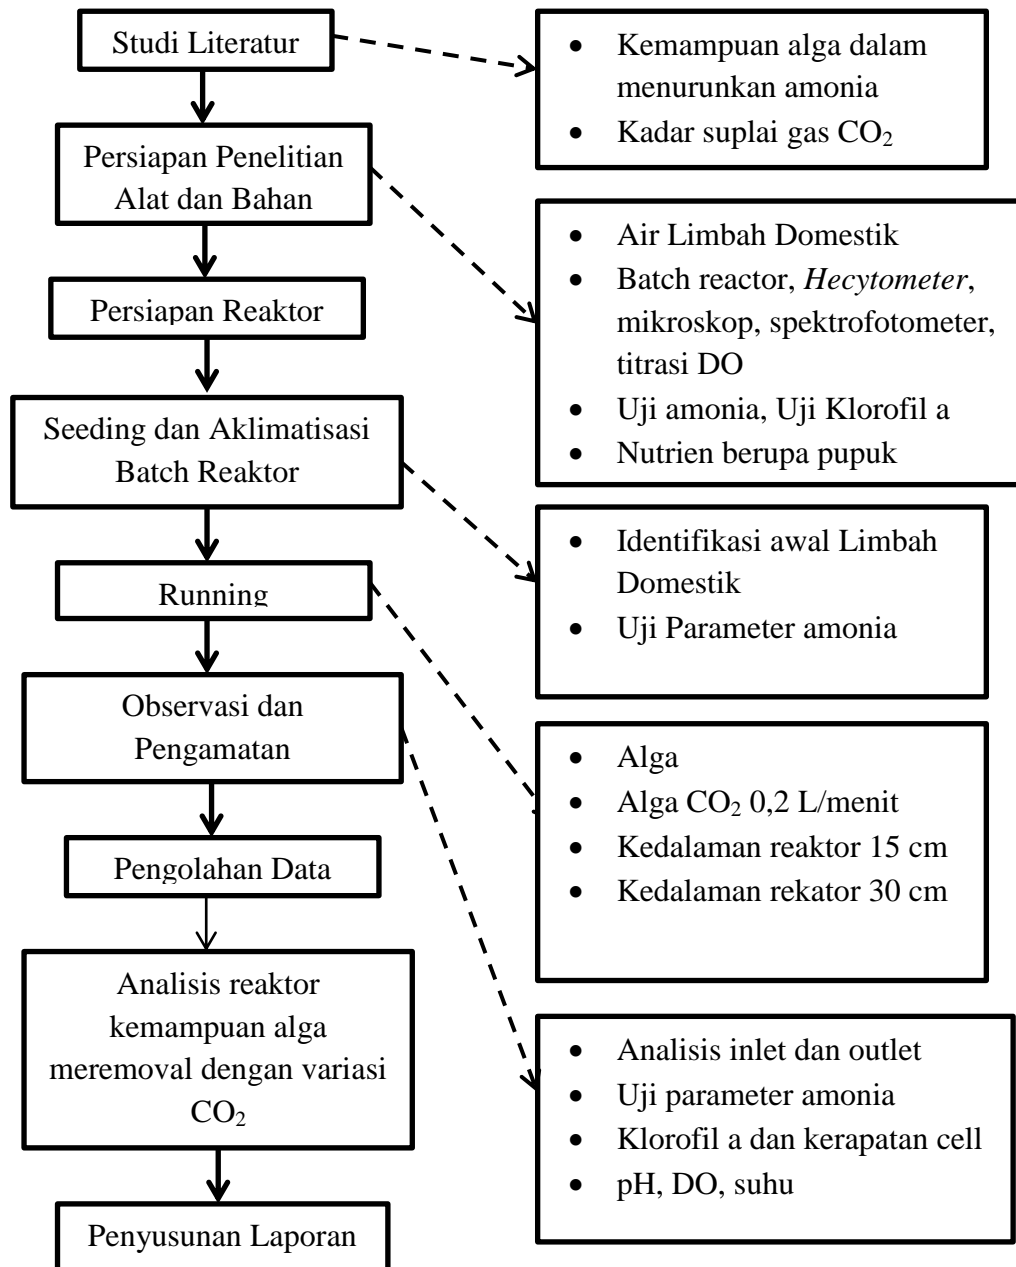 Studi Literatur
• Kemampuan alga dalam
menurunkan amonia
• Kadar suplai gas CO₂
Persiapan Penelitian
Alat dan Bahan
• Air Limbah Domestik
• Batch reactor, Hecytometer,
mikroskop, spektrofotometer,
titrasi DO
• Uji amonia, Uji Klorofil a
• Nutrien berupa pupuk
Persiapan Reaktor
Seeding dan Aklimatisasi
Batch Reaktor
• Identifikasi awal Limbah
Domestik
• Uji Parameter amonia
Running
• Alga
• Alga CO₂ 0,2 L/menit
• Kedalaman reaktor 15 cm
• Kedalaman rekator 30 cm
Observasi dan
Pengamatan
• Analisis inlet dan outlet
• Uji parameter amonia
• Klorofil a dan kerapatan cell
• pH, DO, suhu
Pengolahan Data
Analisis reaktor
kemampuan alga
meremoval dengan variasi
CO₂
Penyusunan Laporan